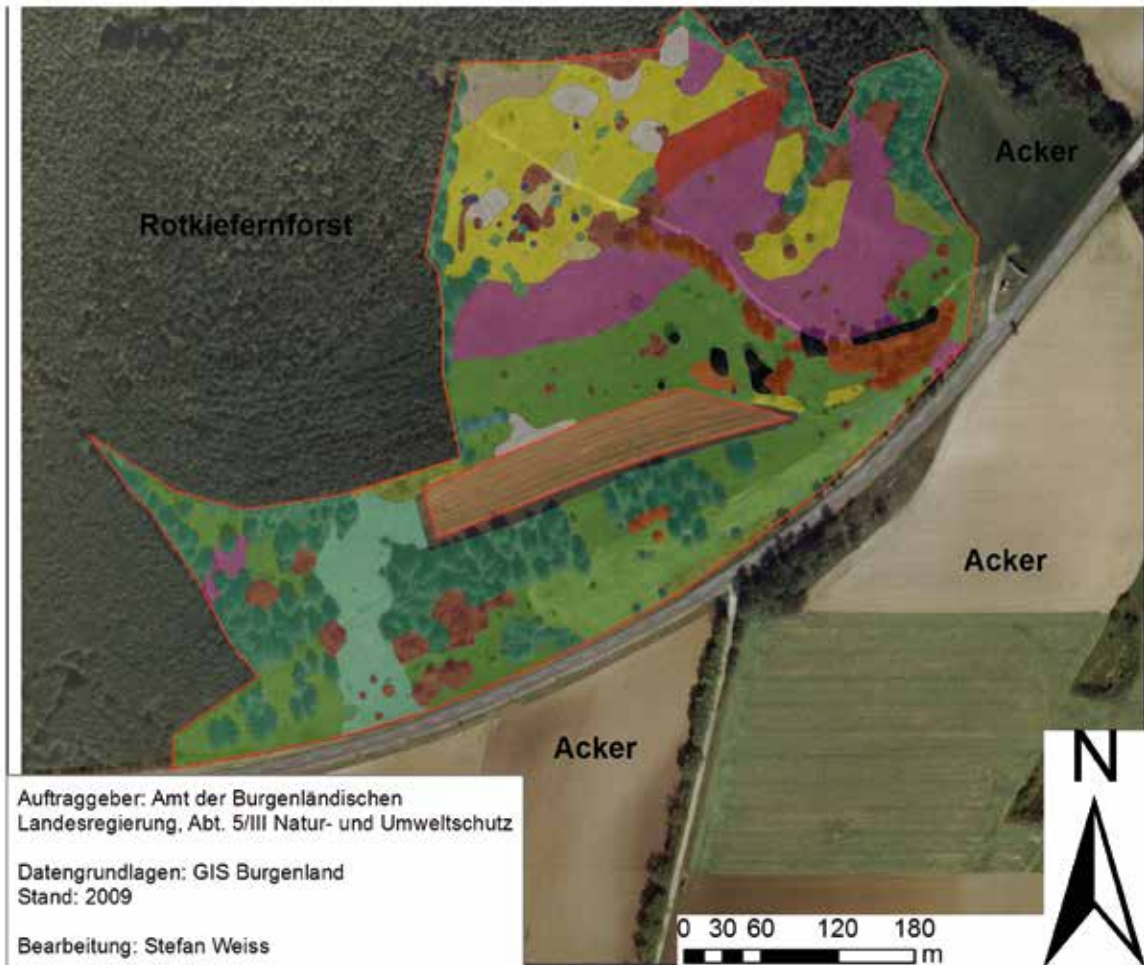 Acker
Rotkiefernforst
Acker
Acker
N
Auftraggeber: Amt der Burgenländischen
Landesregierung, Abt. 5/III Natur- und Umweltschutz
Datengrundlagen: GIS Burgenland
Stand: 2009
Bearbeitung: Stefan Weiss
0 30 60 120 180
m